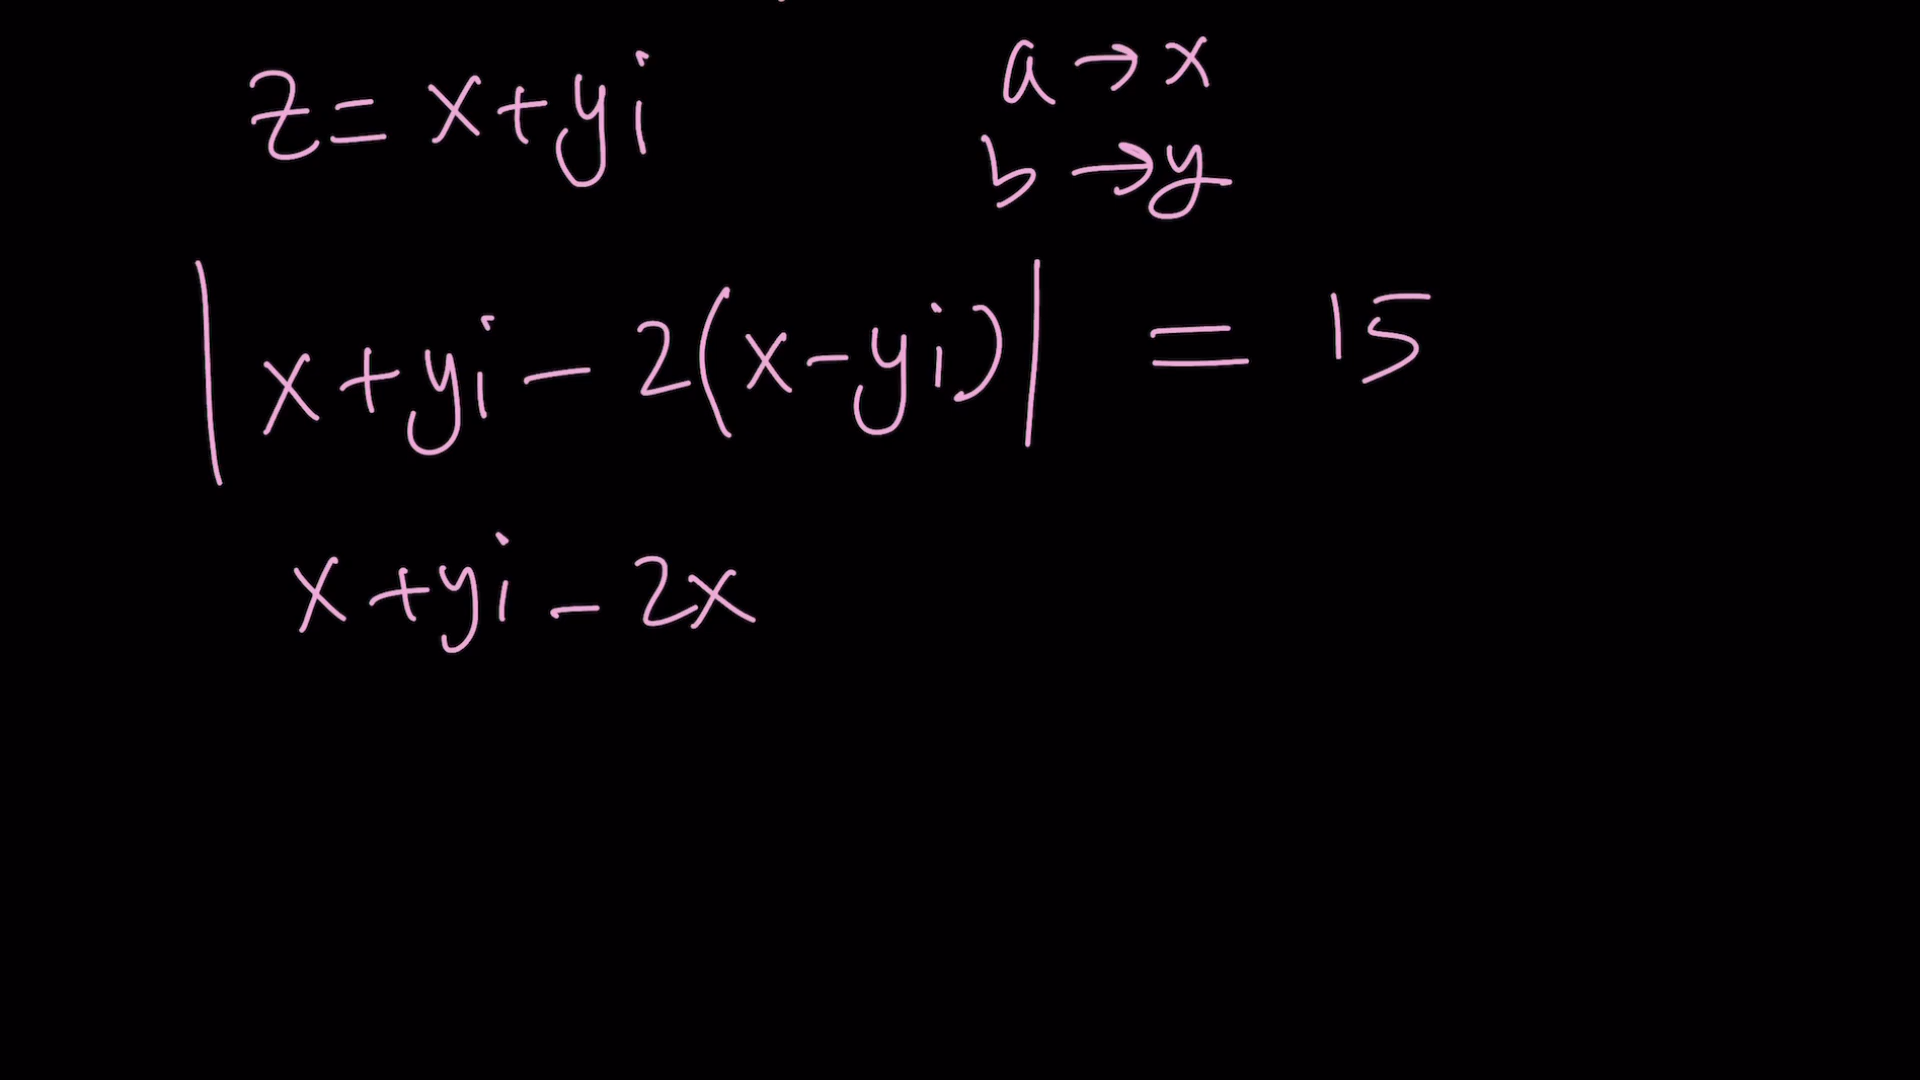 z = x + yi
a → x
b → y
|x + yi - 2(x - yi)| = 15
x + yi - 2x